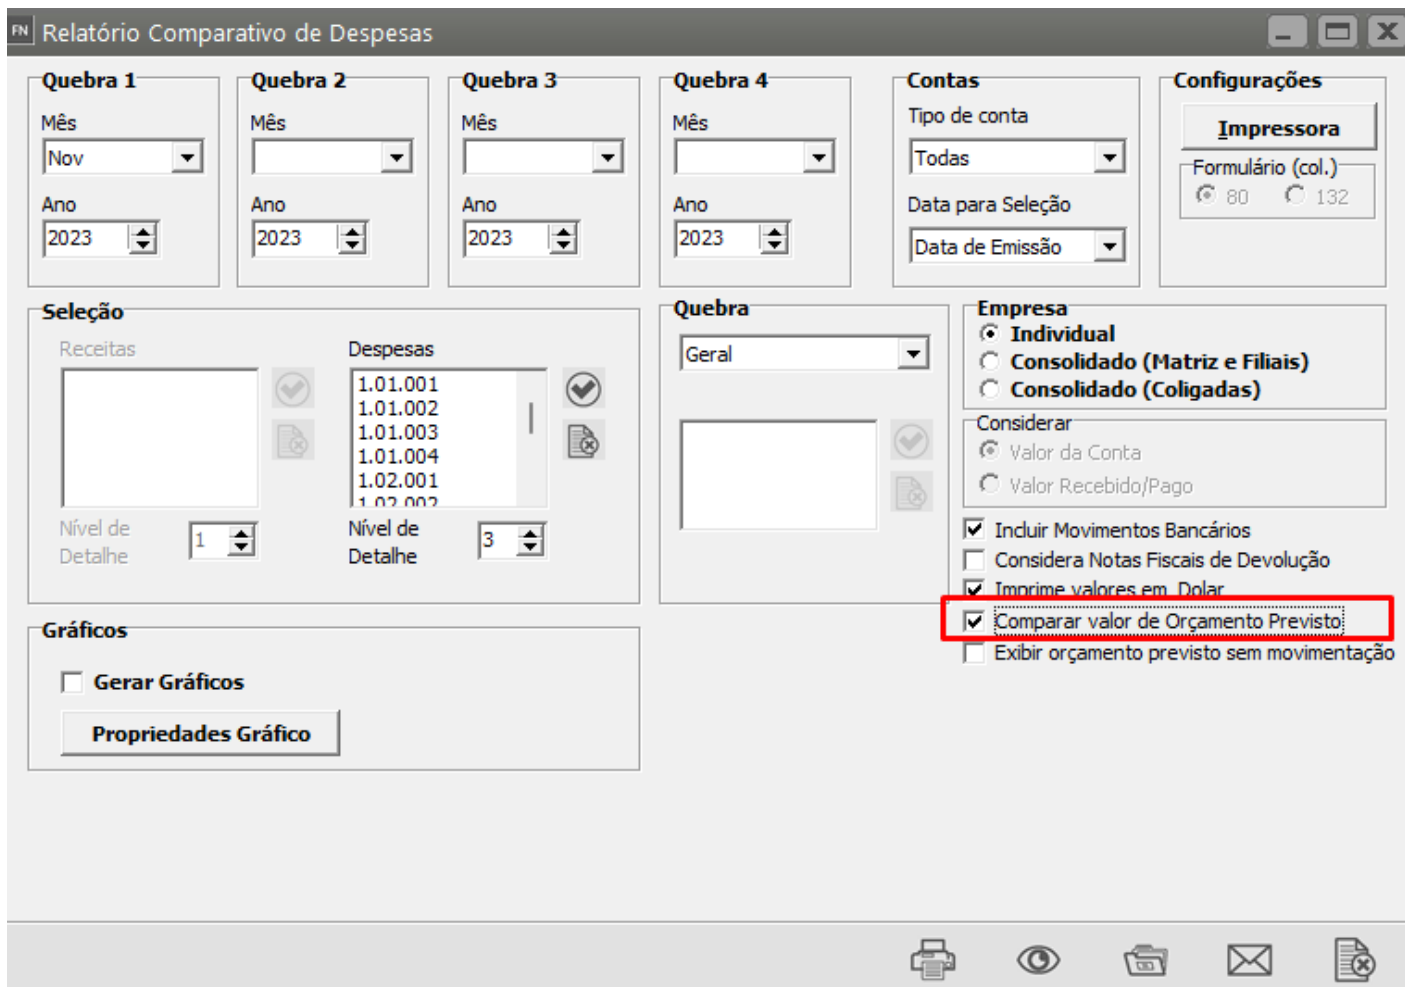 FN Relatório Comparativo de Despesas
Quebra 1
Mês
Nov
Ano
2023
Quebra 2
Mês
Ano
2023
Quebra 3
Mês
Ano
2023
Quebra 4
Mês
Ano
2023
Contas
Tipo de conta
Todas
Data para Seleção
Data de Emissão
Configurações
Impressora
Formulário (col.)
80 132
Seleção
Receitas
Nível de
Detalhe
1
Despesas
1.01.001
1.01.002
1.01.003
1.01.004
1.02.001
1.02.002
Nível de
Detalhe
3
Quebra
Geral
Empresa
Individual
Consolidado (Matriz e Filiais)
Consolidado (Coligadas)
Considerar
Valor da Conta
Valor Recebido/Pago
Incluir Movimentos Bancários
Considera Notas Fiscais de Devolução
Imprime valores em Dolar
Comparar valor de Orçamento Previsto
Exibir orçamento previsto sem movimentação
Gráficos
Gerar Gráficos
Propriedades Gráfico